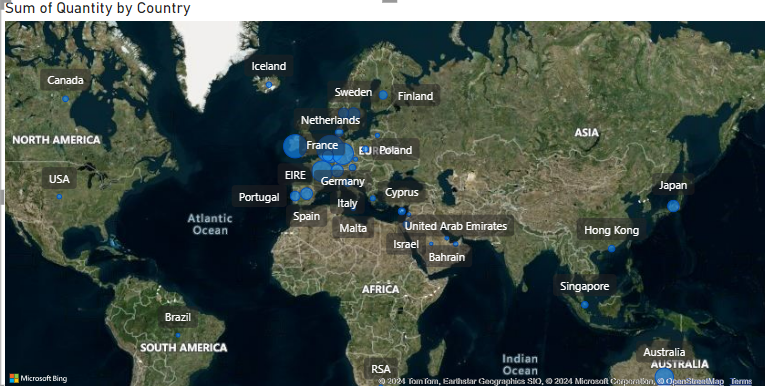 Sum of Quantity by Country
Iceland
Canada
Sweden
Finland
Netherlands
NORTH AMERICA
ASIA
France
Poland
EIRE
USA
Germany
Japan
Portugal
Cyprus
Italy
Atlantic
Ocean
Spain
Malta
United Arab Emirates
Hong Kong
Israel
Bahrain
AFRICA
Singapore
Brazil
SOUTH AMERICA
Australia
AUSTRALIA
Indian
Ocean
RSA
Microsoft Bing
© 2024 TomTom, Earthstar Geographics SIO, © 2024 Microsoft Corporation, © OpenStreetMap Terms